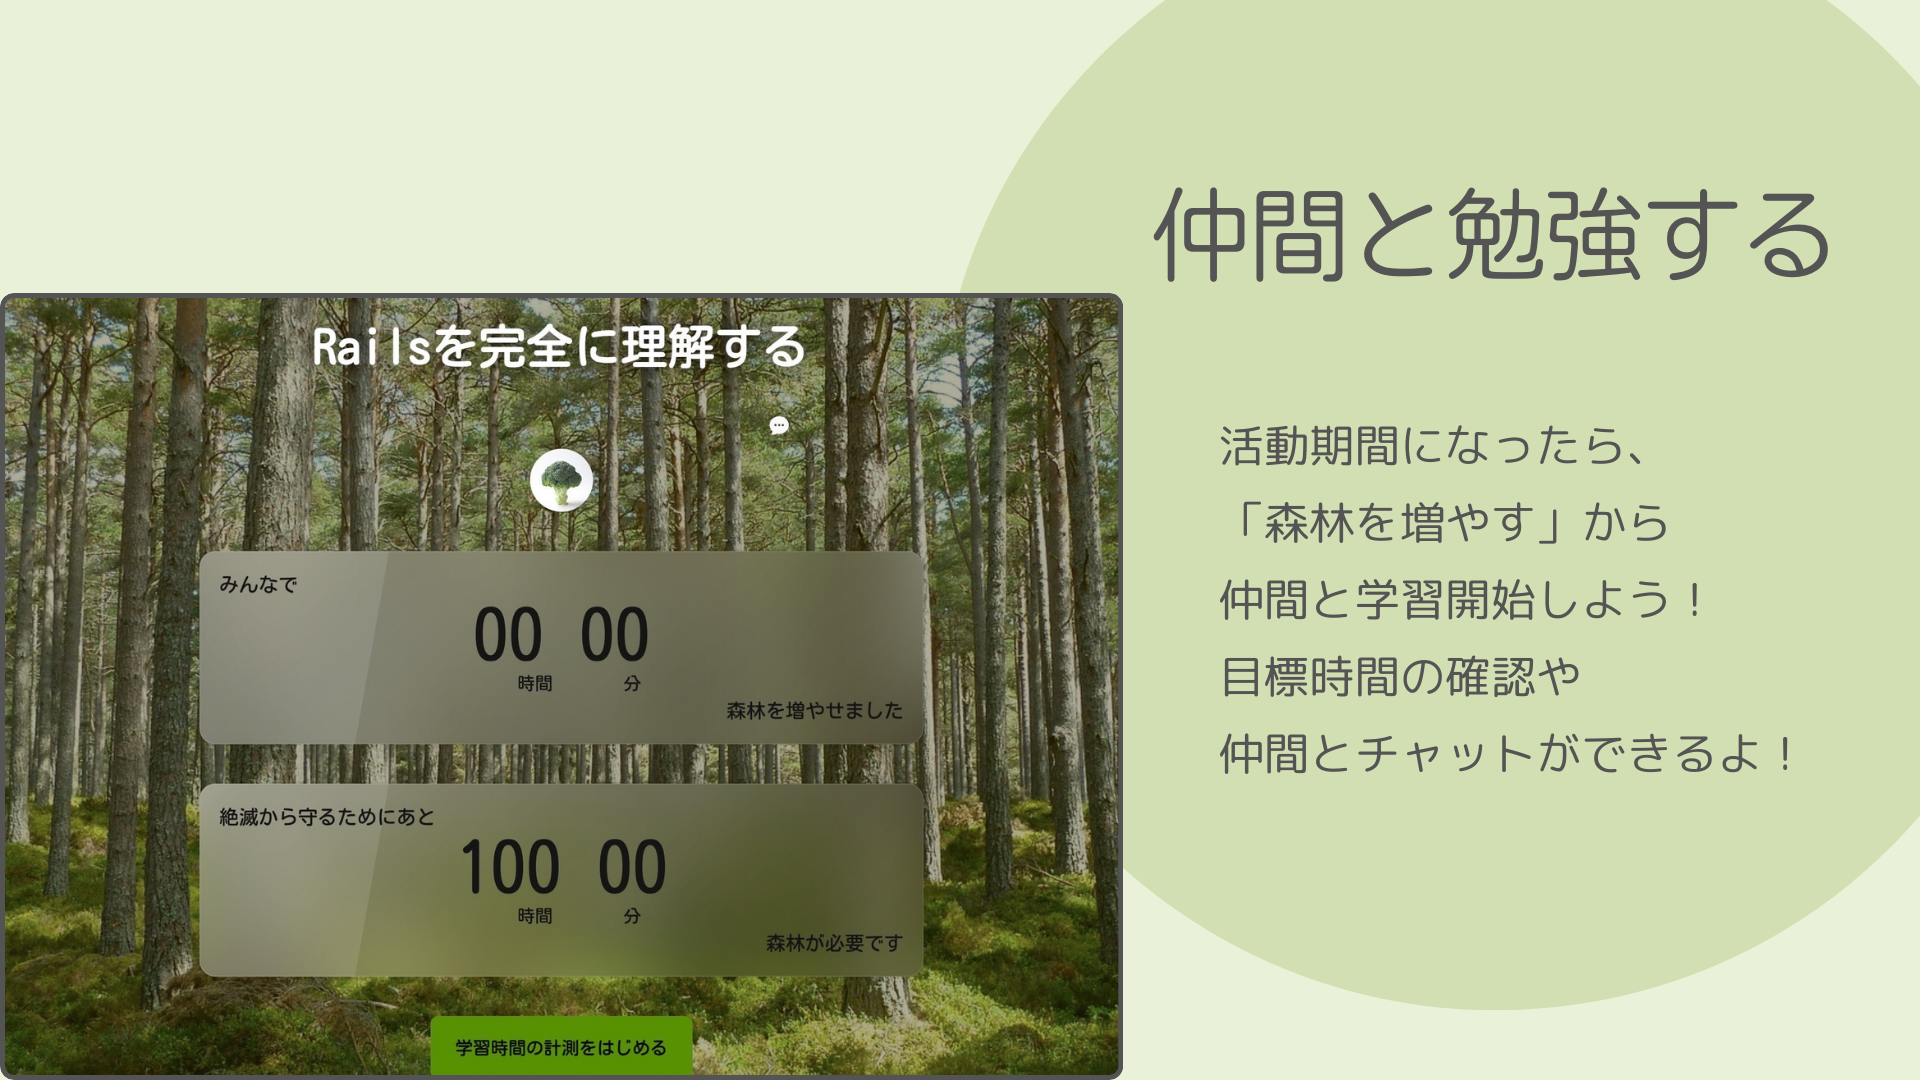 仲間と勉強する
活動期間になったら、
「森林を増やす」から
仲間と学習開始しよう！
目標時間の確認や
仲間とチャットができるよ！
Railsを完全に理解する
みんなで
00 00
時間 分
森林を増やせました
絶滅から守るためにあと
100 00
時間 分
森林が必要です
学習時間の計測をはじめる